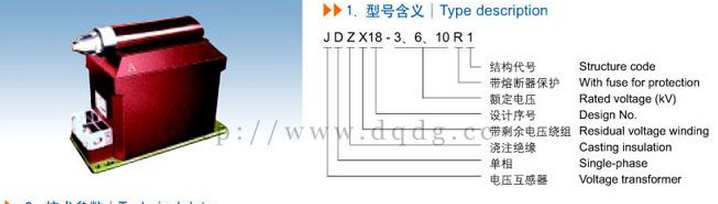 1. 型号含义 | Type description
J D Z X18-3、6、10 R 1
结构代号 Structure code
带熔断器保护 With fuse for protection
额定电压 Rated voltage (kV)
设计序号 Design No.
带剩余电压绕组 Residual voltage winding
浇注绝缘 Casting insulation
单相 Single-phase
电压互感器 Voltage transformer
A
p://www.dqdg.c